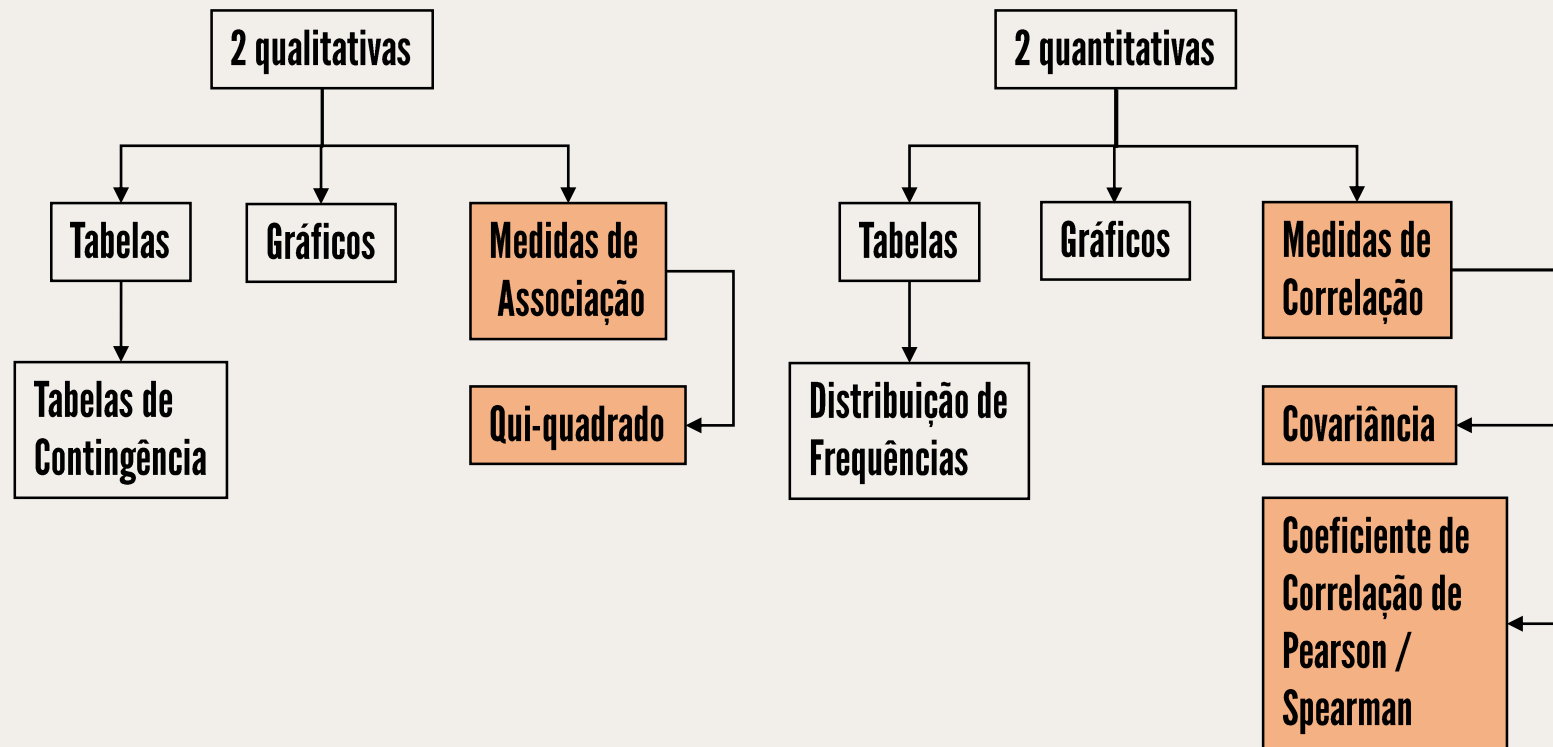 2 qualitativas
Tabelas
Gráficos
Medidas de
Associação
Tabelas de
Contingência
Qui-quadrado
2 quantitativas
Tabelas
Gráficos
Medidas de
Correlação
Distribuição de
Frequências
Covariância
Coeficiente de
Correlação de
Pearson /
Spearman